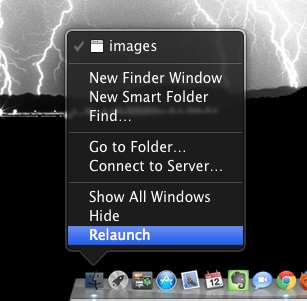 images
New Finder Window
New Smart Folder
Find...
Go to Folder...
Connect to Server...
Show All Windows
Hide
Relaunch
12